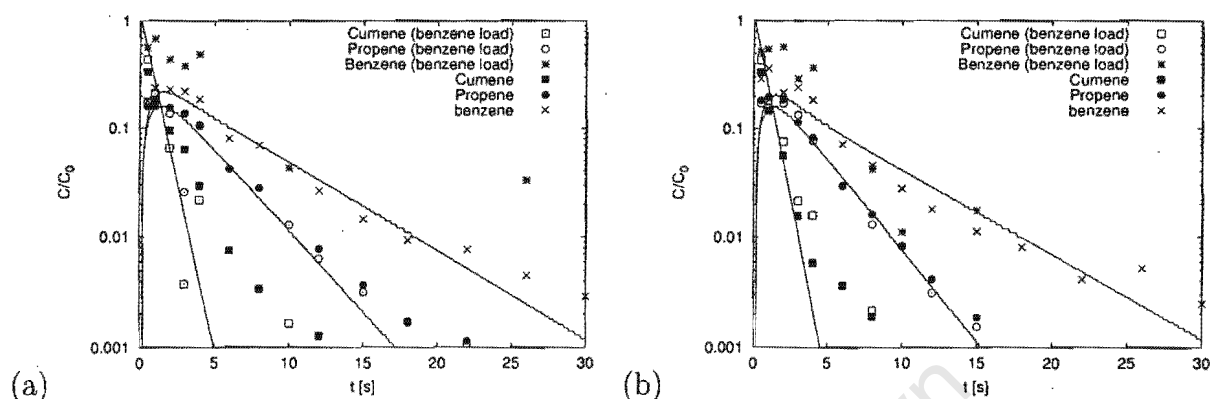 1
0.1
0.01
0.001
C/C0
0 5 10 15 20 25 30
t [s]
Cumene (benzene load)
Propene (benzene load)
Benzene (benzene load)
Cumene
Propene
benzene
(a)
1
0.1
0.01
0.001
C/C0
0 5 10 15 20 25 30
t [s]
Cumene (benzene load)
Propene (benzene load)
Benzene (benzene load)
Cumene
Propene
benzene
(b)